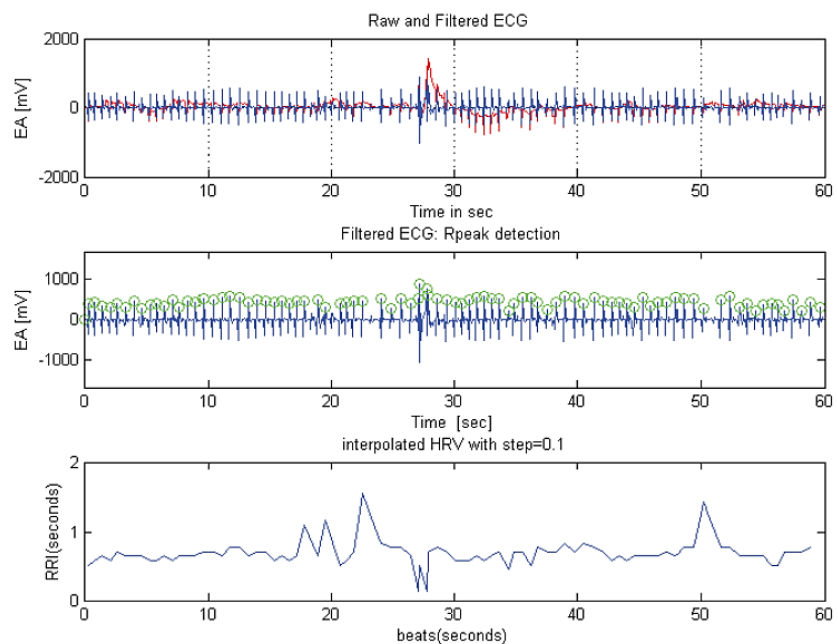 Raw and Filtered ECG
EA [mV]
2000
0
-2000
0 10 20 30 40 50 60
Time in sec
Filtered ECG: Rpeak detection
EA [mV]
1000
0
-1000
0 10 20 30 40 50 60
Time [sec]
interpolated HRV with step=0.1
RRI(seconds)
2
1
0
0 10 20 30 40 50 60
beats(seconds)